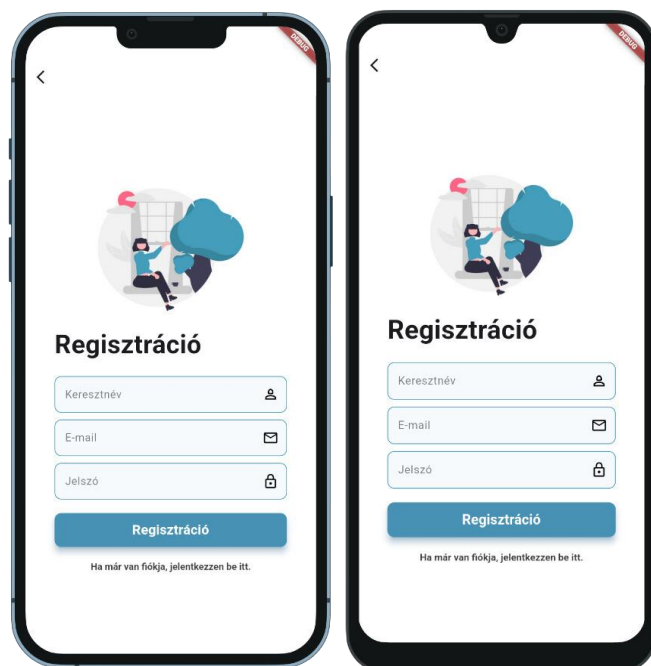 DEBUG
Regisztráció
Keresztnév
E-mail
Jelszó
Regisztráció
Ha már van fiókja, jelentkezzen be itt.
DEBUG
Regisztráció
Keresztnév
E-mail
Jelszó
Regisztráció
Ha már van fiókja, jelentkezzen be itt.